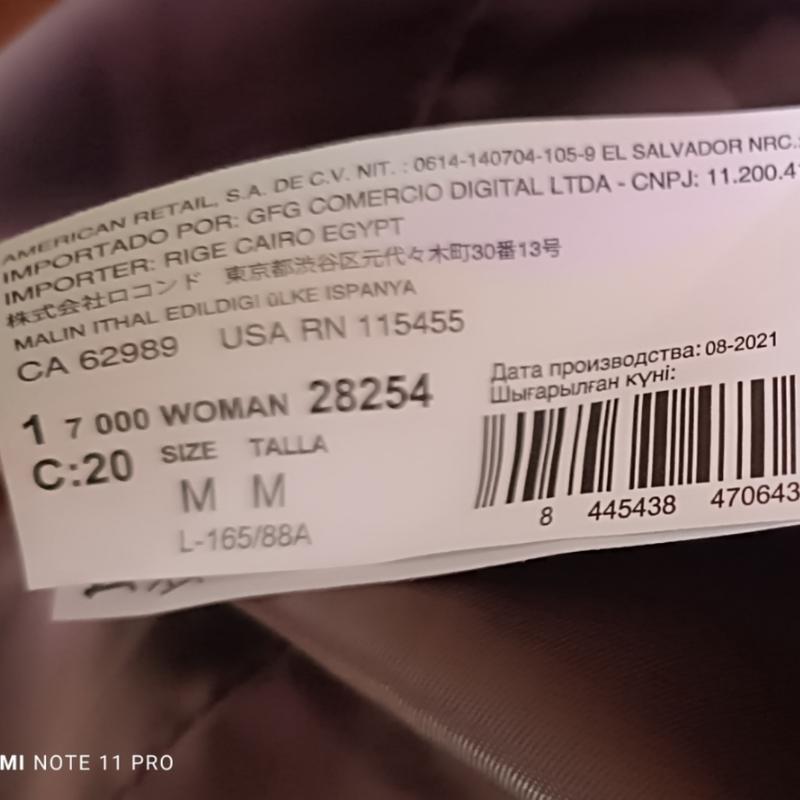 AMERICAN RETAIL, S.A. DE C.V. NIT. : 0614-140704-105-9 EL SALVADOR NRC.:
IMPORTADO POR: GFG COMERCIO DIGITAL LTDA - CNPJ: 11.200.41
IMPORTER: RIGE CAIRO EGYPT
株式会社ロコンド 東京都渋谷区元代々木町30番13号
MALIN ITHAL EDILDIGI üLKE ISPANYA
CA 62989 USA RN 115455
Дата производства: 08-2021
Шығарылған күні:
1 7 000 WOMAN 28254
C:20 SIZE TALLA
M M
L-165/88A
8 445438 470643
MI NOTE 11 PRO